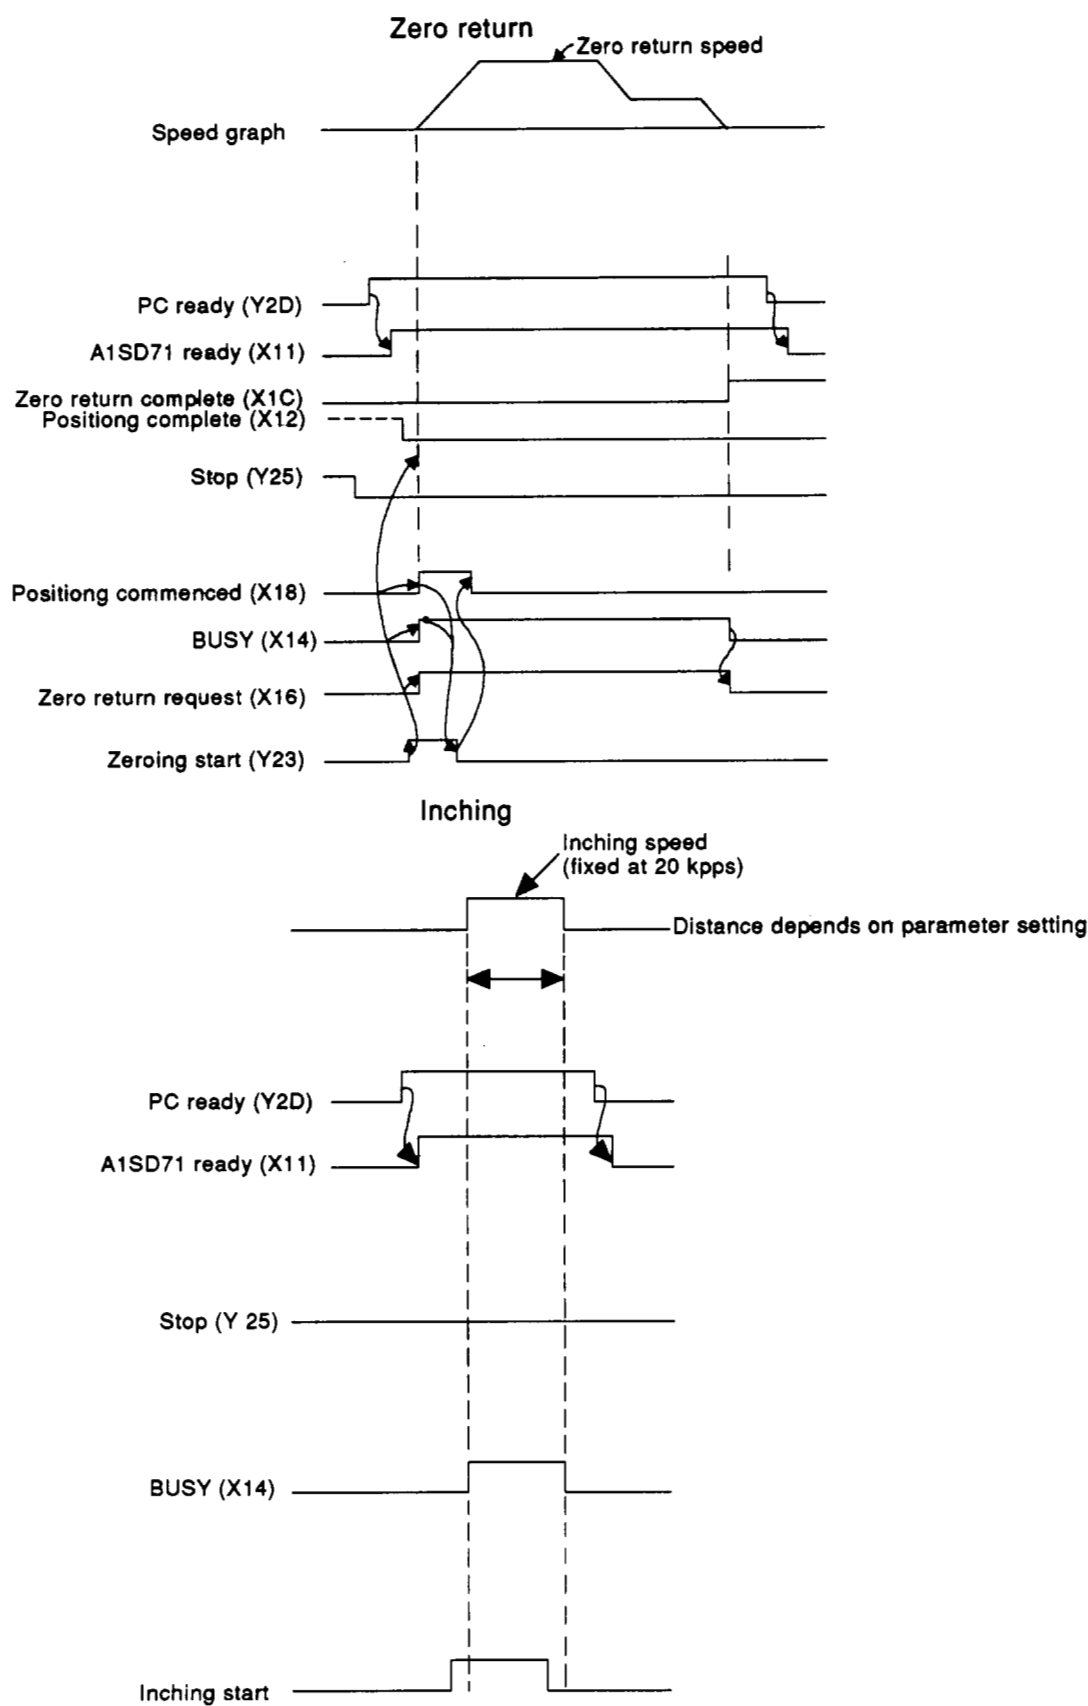 Zero return
Zero return speed
Speed graph
PC ready (Y2D)
A1SD71 ready (X11)
Zero return complete (X1C)
Positiong complete (X12)
Stop (Y25)
Positiong commenced (X18)
BUSY (X14)
Zero return request (X16)
Zeroing start (Y23)
Inching
Inching speed
(fixed at 20 kpps)
Distance depends on parameter setting
PC ready (Y2D)
A1SD71 ready (X11)
Stop (Y 25)
BUSY (X14)
Inching start